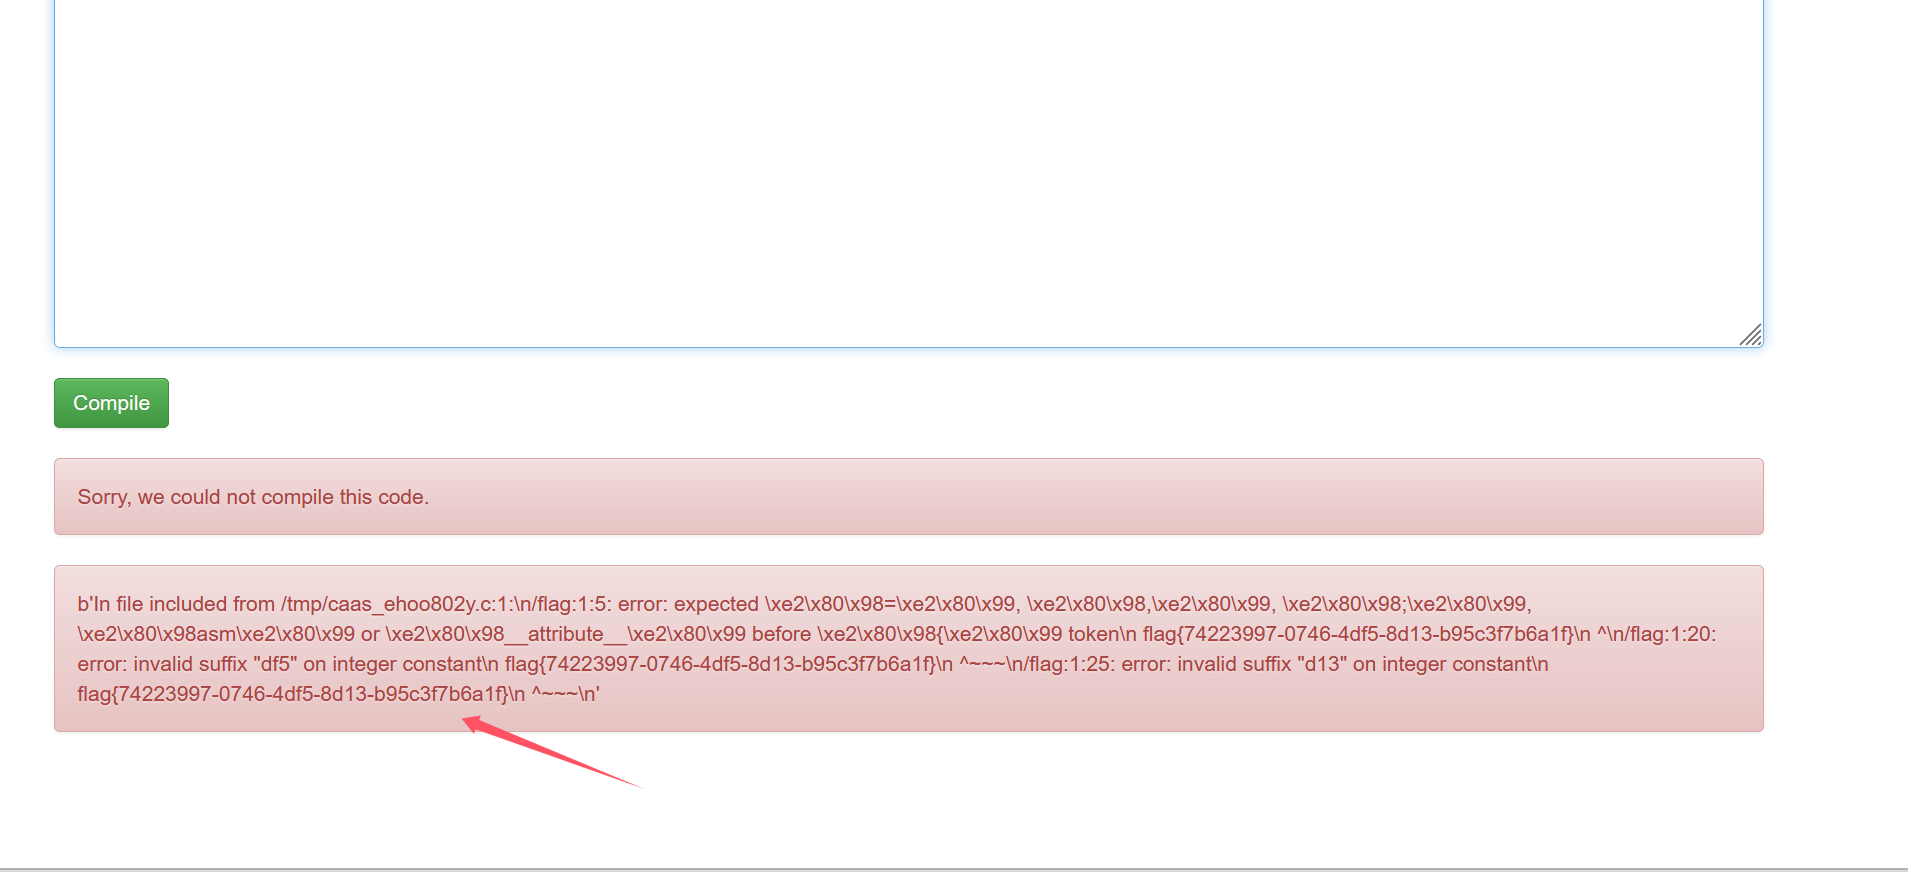 Compile
Sorry, we could not compile this code.
b'In file included from /tmp/caas_ehoo802y.c:1:\n/flag:1:5: error: expected \xe2\x80\x98=\xe2\x80\x99, \xe2\x80\x98,\xe2\x80\x99, \xe2\x80\x98;\xe2\x80\x99,
\xe2\x80\x98asm\xe2\x80\x99 or \xe2\x80\x98__attribute__\xe2\x80\x99 before \xe2\x80\x98{\xe2\x80\x99 token\n flag{74223997-0746-4df5-8d13-b95c3f7b6a1f}\n ^\n/flag:1:20:
error: invalid suffix "df5" on integer constant\n flag{74223997-0746-4df5-8d13-b95c3f7b6a1f}\n ^~~~\n/flag:1:25: error: invalid suffix "d13" on integer constant\n
flag{74223997-0746-4df5-8d13-b95c3f7b6a1f}\n ^~~~\n'